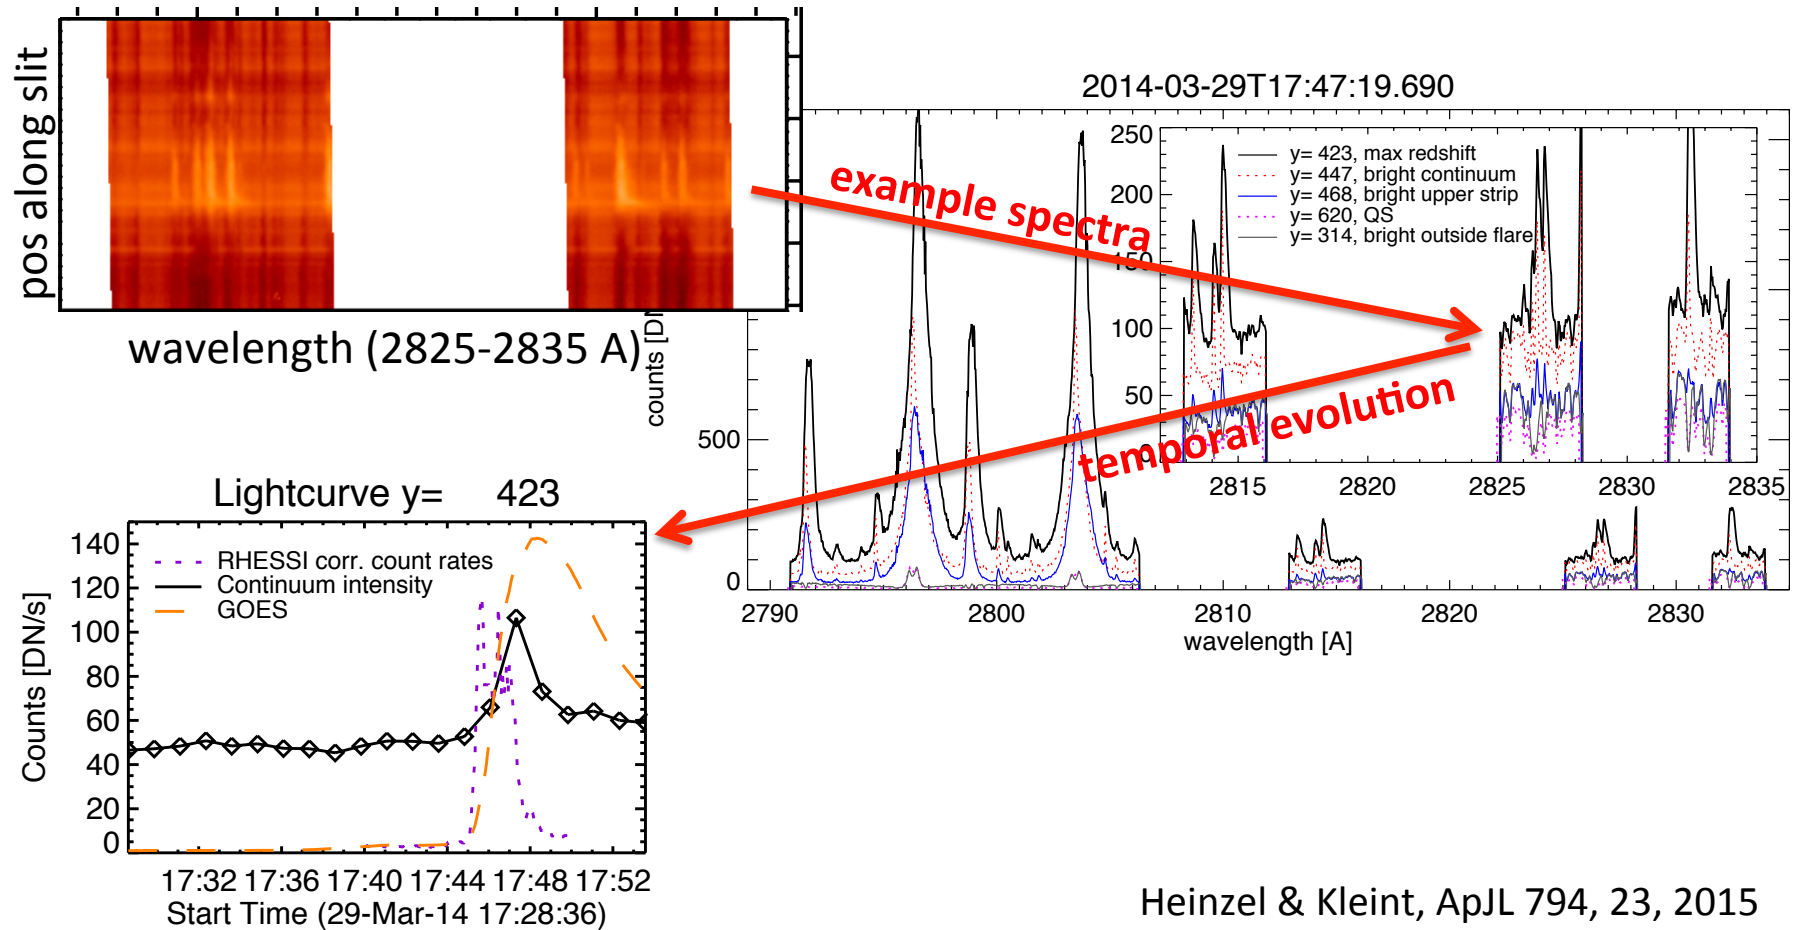 pos along slit
wavelength (2825-2835 A)
2014-03-29T17:47:19.690
example spectra
temporal evolution
counts [DN
500
0
2790
2800
2810
2820
2830
wavelength [A]
250
200
150
100
50
0
y= 423, max redshift
y= 447, bright continuum
y= 468, bright upper strip
y= 620, QS
y= 314, bright outside flare
2815
2820
2825
2830
2835
Lightcurve y= 423
140
120
100
80
60
40
20
0
Counts [DN/s]
RHESSI corr. count rates
Continuum intensity
GOES
17:32 17:36 17:40 17:44 17:48 17:52
Start Time (29-Mar-14 17:28:36)
Heinzel & Kleint, ApJL 794, 23, 2015